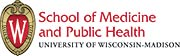 W
School of Medicine
and Public Health
UNIVERSITY OF WISCONSIN-MADISON